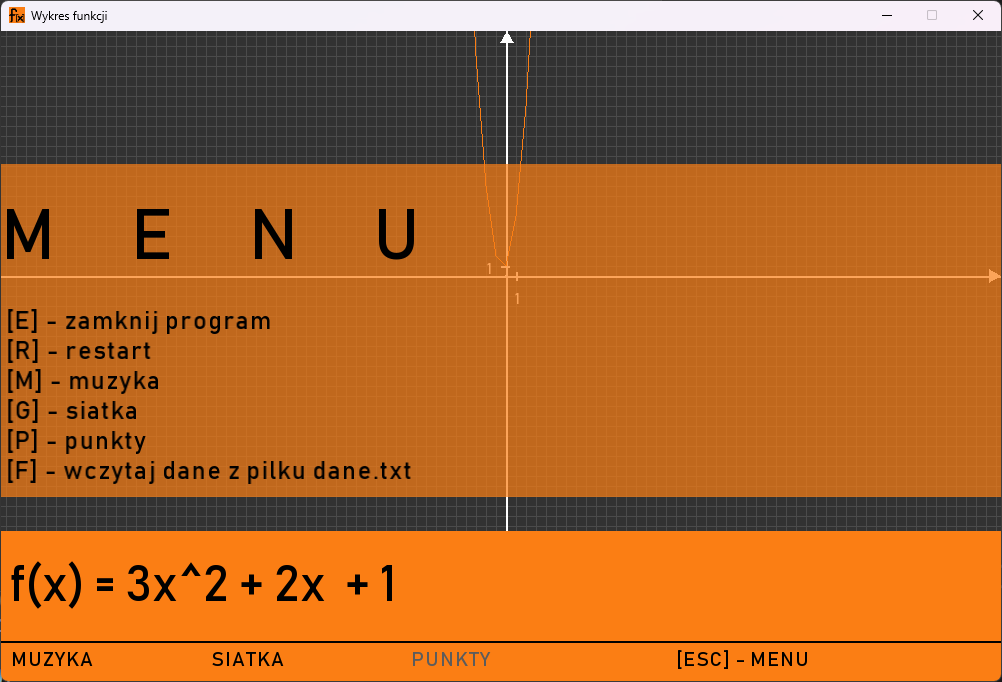 fx Wykres funkcji
M E N U
1
1
[E] - zamknij program
[R] - restart
[M] - muzyka
[G] - siatka
[P] - punkty
[F] - wczytaj dane z pilku dane.txt
f(x) = 3x^2 + 2x + 1
MUZYKA SIATKA PUNKTY [ESC] - MENU